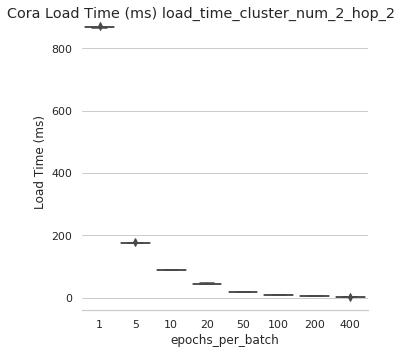 Cora Load Time (ms) load_time_cluster_num_2_hop_2
800
600
400
200
0
Load Time (ms)
1 5 10 20 50 100 200 400
epochs_per_batch